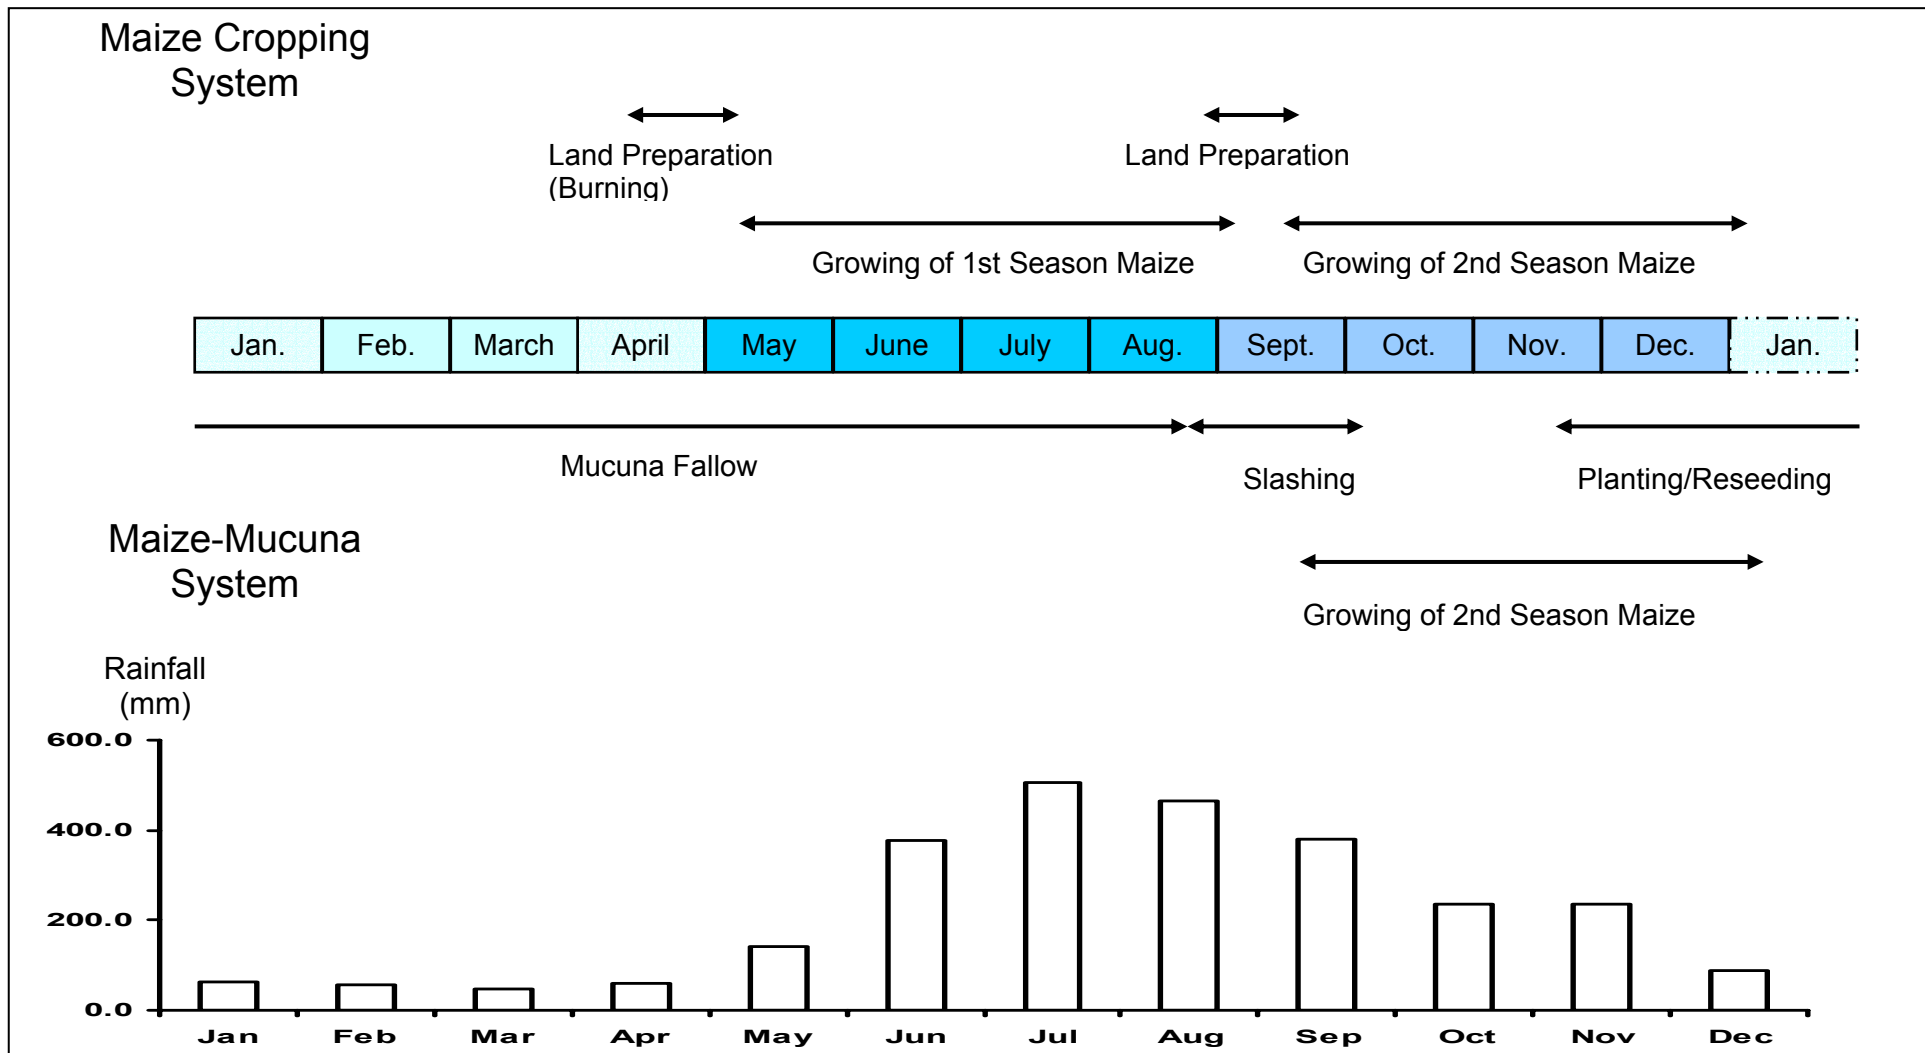 Maize Cropping
System
Land Preparation
(Burning)
Land Preparation
Growing of 1st Season Maize
Growing of 2nd Season Maize
Jan. Feb. March April May June July Aug. Sept. Oct. Nov. Dec. Jan.
Mucuna Fallow
Slashing
Planting/Reseeding
Maize-Mucuna
System
Growing of 2nd Season Maize
Rainfall
(mm)
600.0
400.0
200.0
0.0
Jan Feb Mar Apr May Jun Jul Aug Sep Oct Nov Dec